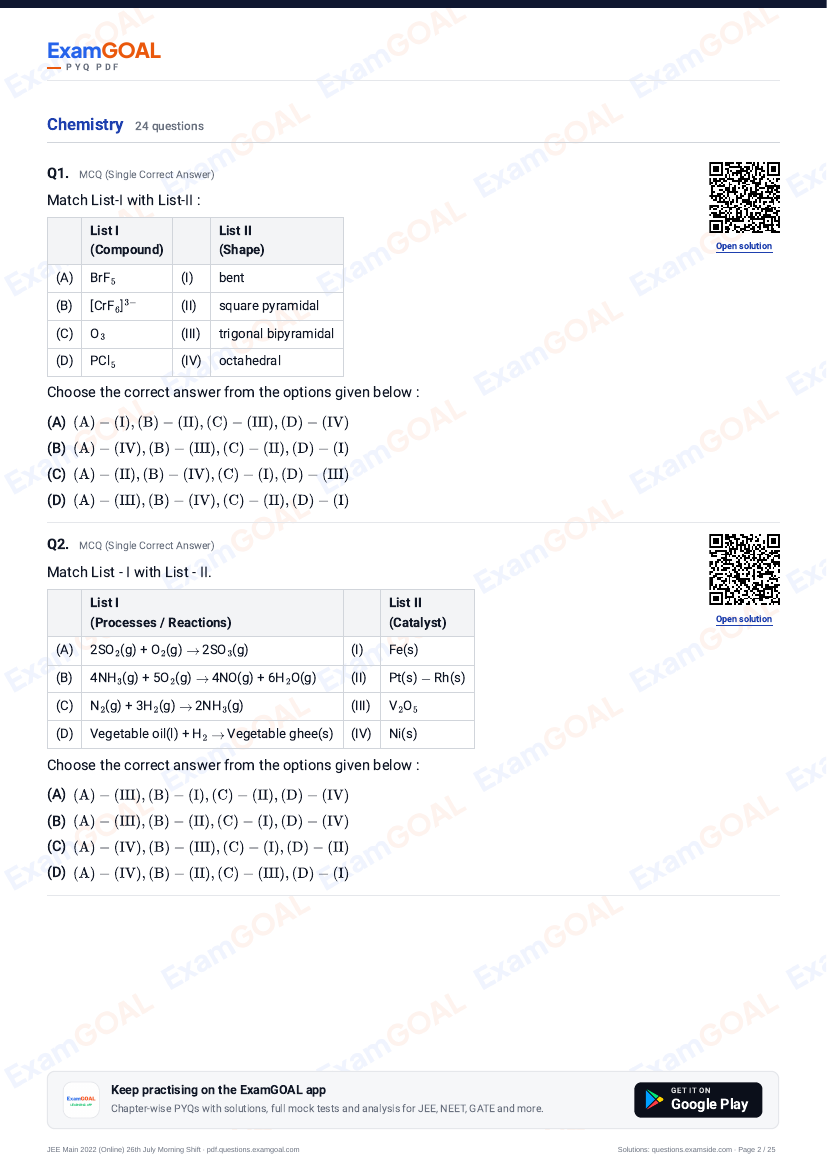 ExamGOAL
PYQ PDF
Chemistry 24 questions
Q1. MCQ (Single Correct Answer)
Open solution
Match List-I with List-II :
List I (Compound) List II (Shape)
(A) BrF₅ (I) bent
(B) [CrF₆]³⁻ (II) square pyramidal
(C) O₃ (III) trigonal bipyramidal
(D) PCl₅ (IV) octahedral
Choose the correct answer from the options given below :
(A) (A) − (I), (B) − (II), (C) − (III), (D) − (IV)
(B) (A) − (IV), (B) − (III), (C) − (II), (D) − (I)
(C) (A) − (II), (B) − (IV), (C) − (I), (D) − (III)
(D) (A) − (III), (B) − (IV), (C) − (II), (D) − (I)
Q2. MCQ (Single Correct Answer)
Open solution
Match List - I with List - II.
List I (Processes / Reactions) List II (Catalyst)
(A) 2SO₂(g) + O₂(g) → 2SO₃(g) (I) Fe(s)
(B) 4NH₃(g) + 5O₂(g) → 4NO(g) + 6H₂O(g) (II) Pt(s) − Rh(s)
(C) N₂(g) + 3H₂(g) → 2NH₃(g) (III) V₂O₅
(D) Vegetable oil(l) + H₂ → Vegetable ghee(s) (IV) Ni(s)
Choose the correct answer from the options given below :
(A) (A) − (III), (B) − (I), (C) − (II), (D) − (IV)
(B) (A) − (III), (B) − (II), (C) − (I), (D) − (IV)
(C) (A) − (IV), (B) − (III), (C) − (I), (D) − (II)
(D) (A) − (IV), (B) − (II), (C) − (III), (D) − (I)
Keep practising on the ExamGOAL app
Chapter-wise PYQs with solutions, full mock tests and analysis for JEE, NEET, GATE and more.
GET IT ON
Google Play
JEE Main 2022 (Online) 26th July Morning Shift · pdf.questions.examgoal.com
Solutions: questions.examside.com · Page 2 / 25